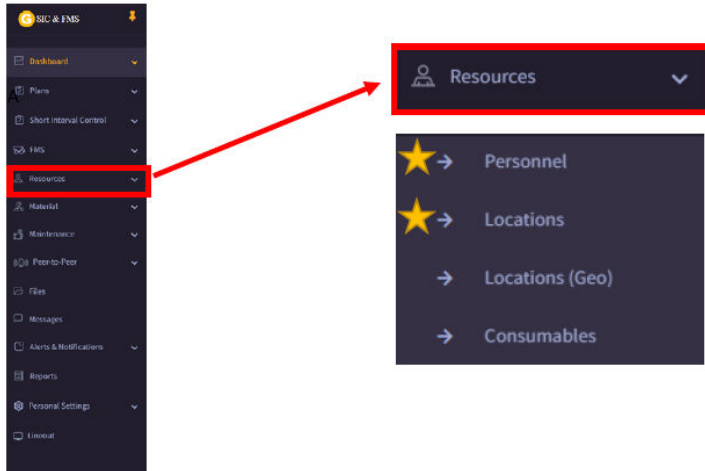 G SIC & FMS
Dashboard
A
Plans
Short Interval Control
FMS
Resources
Material
Maintenance
Peer-to-Peer
Files
Messages
Alerts & Notifications
Reports
Personal Settings
Resources
Personnel
Locations
Locations (Geo)
Consumables